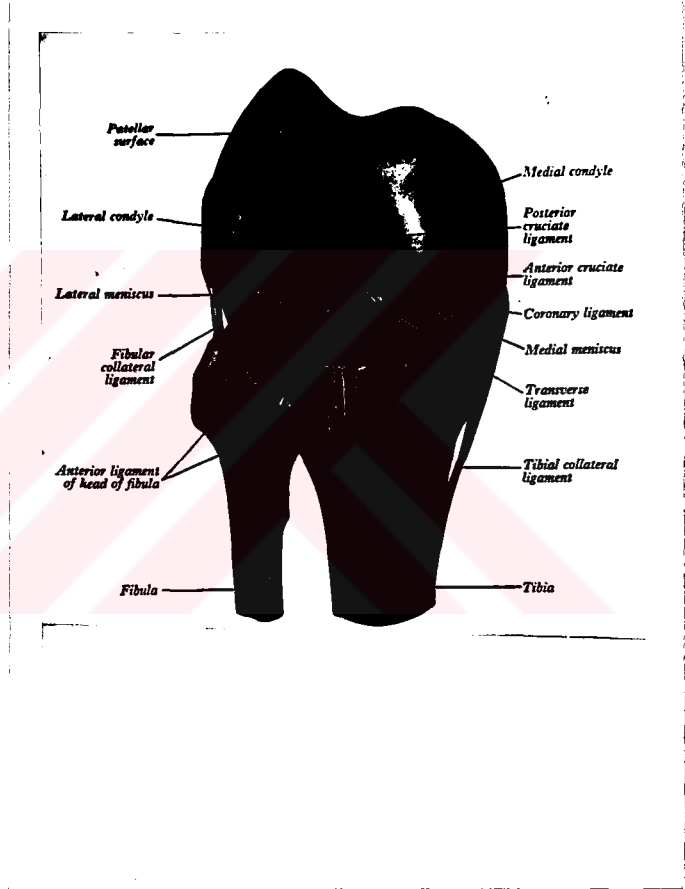 Patellar
surface
Lateral condyle
Lateral meniscus
Fibular
collateral
ligament
Anterior ligament
of head of fibula
Fibula
Medial condyle
Posterior
cruciate
ligament
Anterior cruciate
ligament
Coronary ligament
Medial meniscus
Transverse
ligament
Tibial collateral
ligament
Tibia